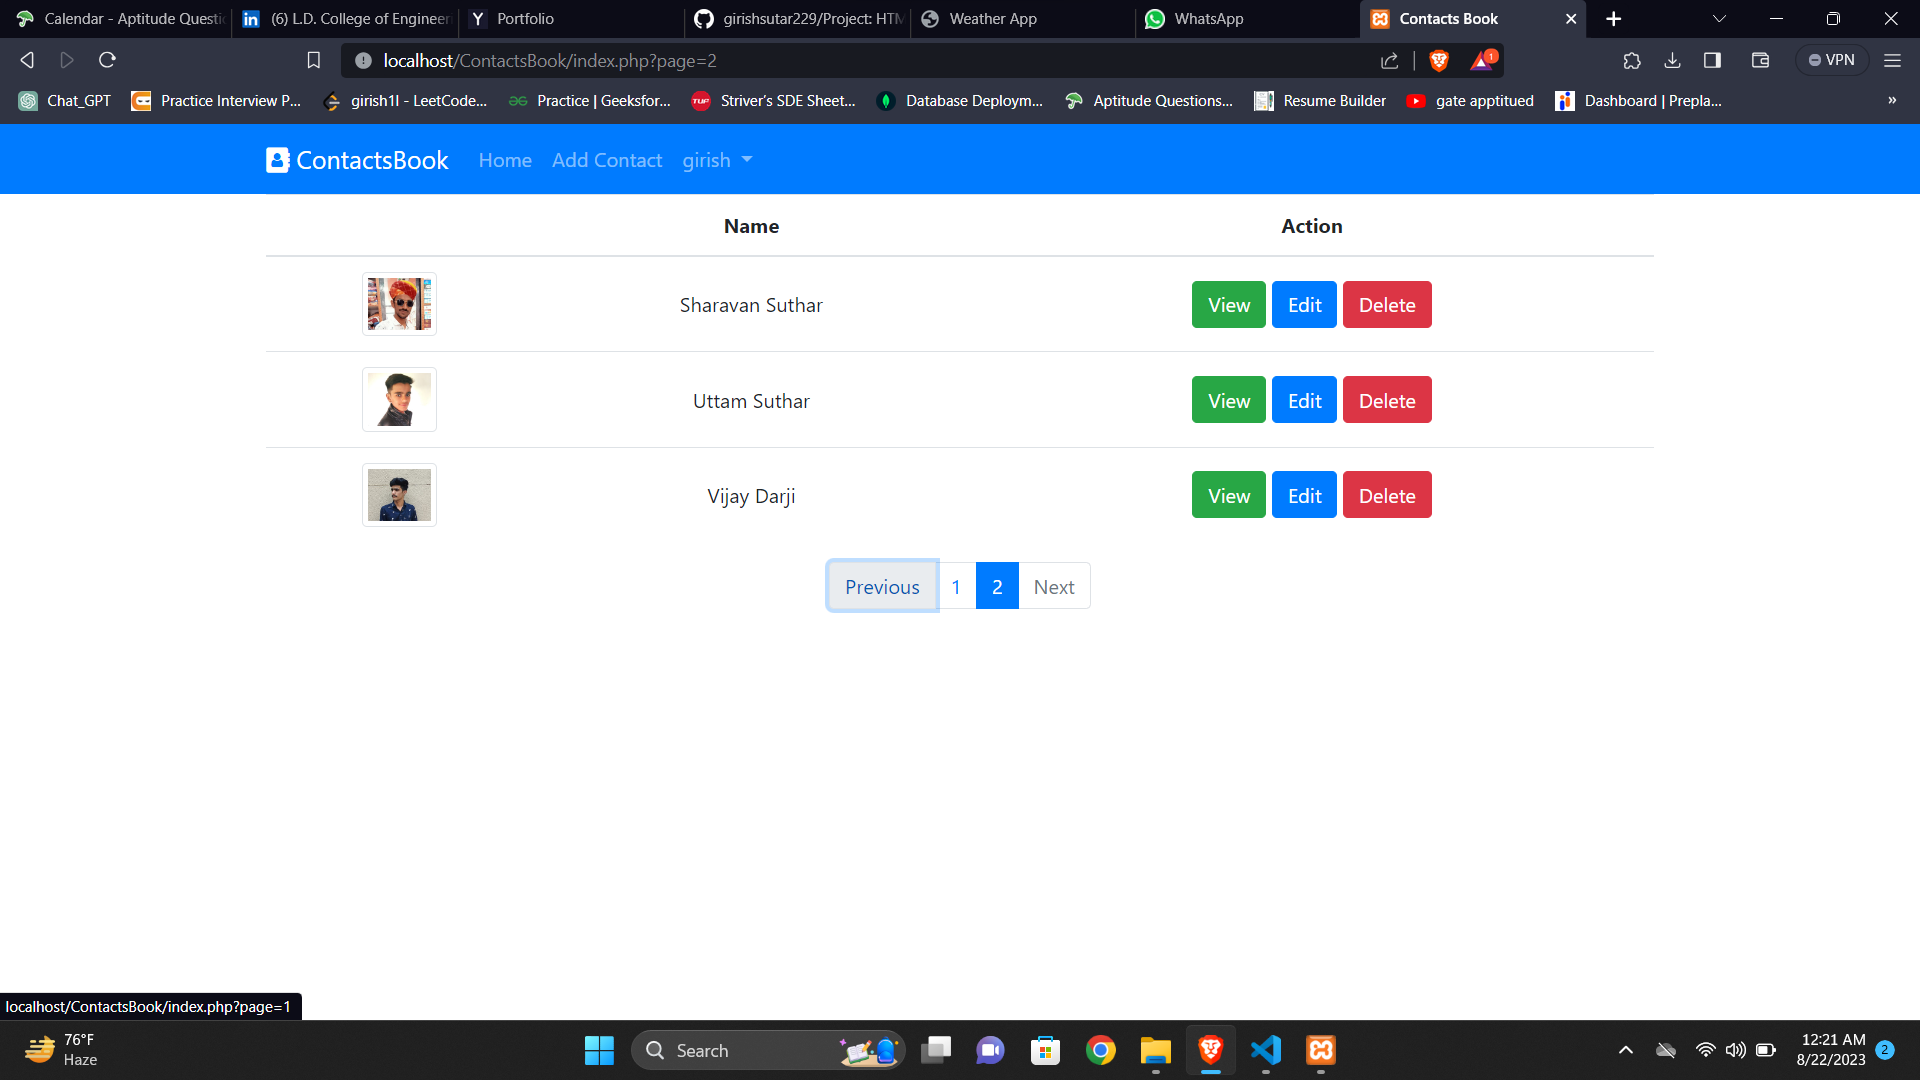 Calendar - Aptitude Questi
(6) L.D. College of Engineer
Y Portfolio
girishsutar229/Project: HTM
Weather App
WhatsApp
Contacts Book
localhost/ContactsBook/index.php?page=2
1
VPN
Chat_GPT
Practice Interview P...
girish1l - LeetCode...
Practice | Geeksfor...
TUF Striver's SDE Sheet...
Database Deploym...
Aptitude Questions...
Resume Builder
gate apptitued
Dashboard | Prepla...
»
ContactsBook
Home
Add Contact
girish
Name
Action
Sharavan Suthar
View
Edit
Delete
Uttam Suthar
View
Edit
Delete
Vijay Darji
View
Edit
Delete
Previous
1
2
Next
localhost/ContactsBook/index.php?page=1
76°F
Haze
Search
12:21 AM
8/22/2023
2